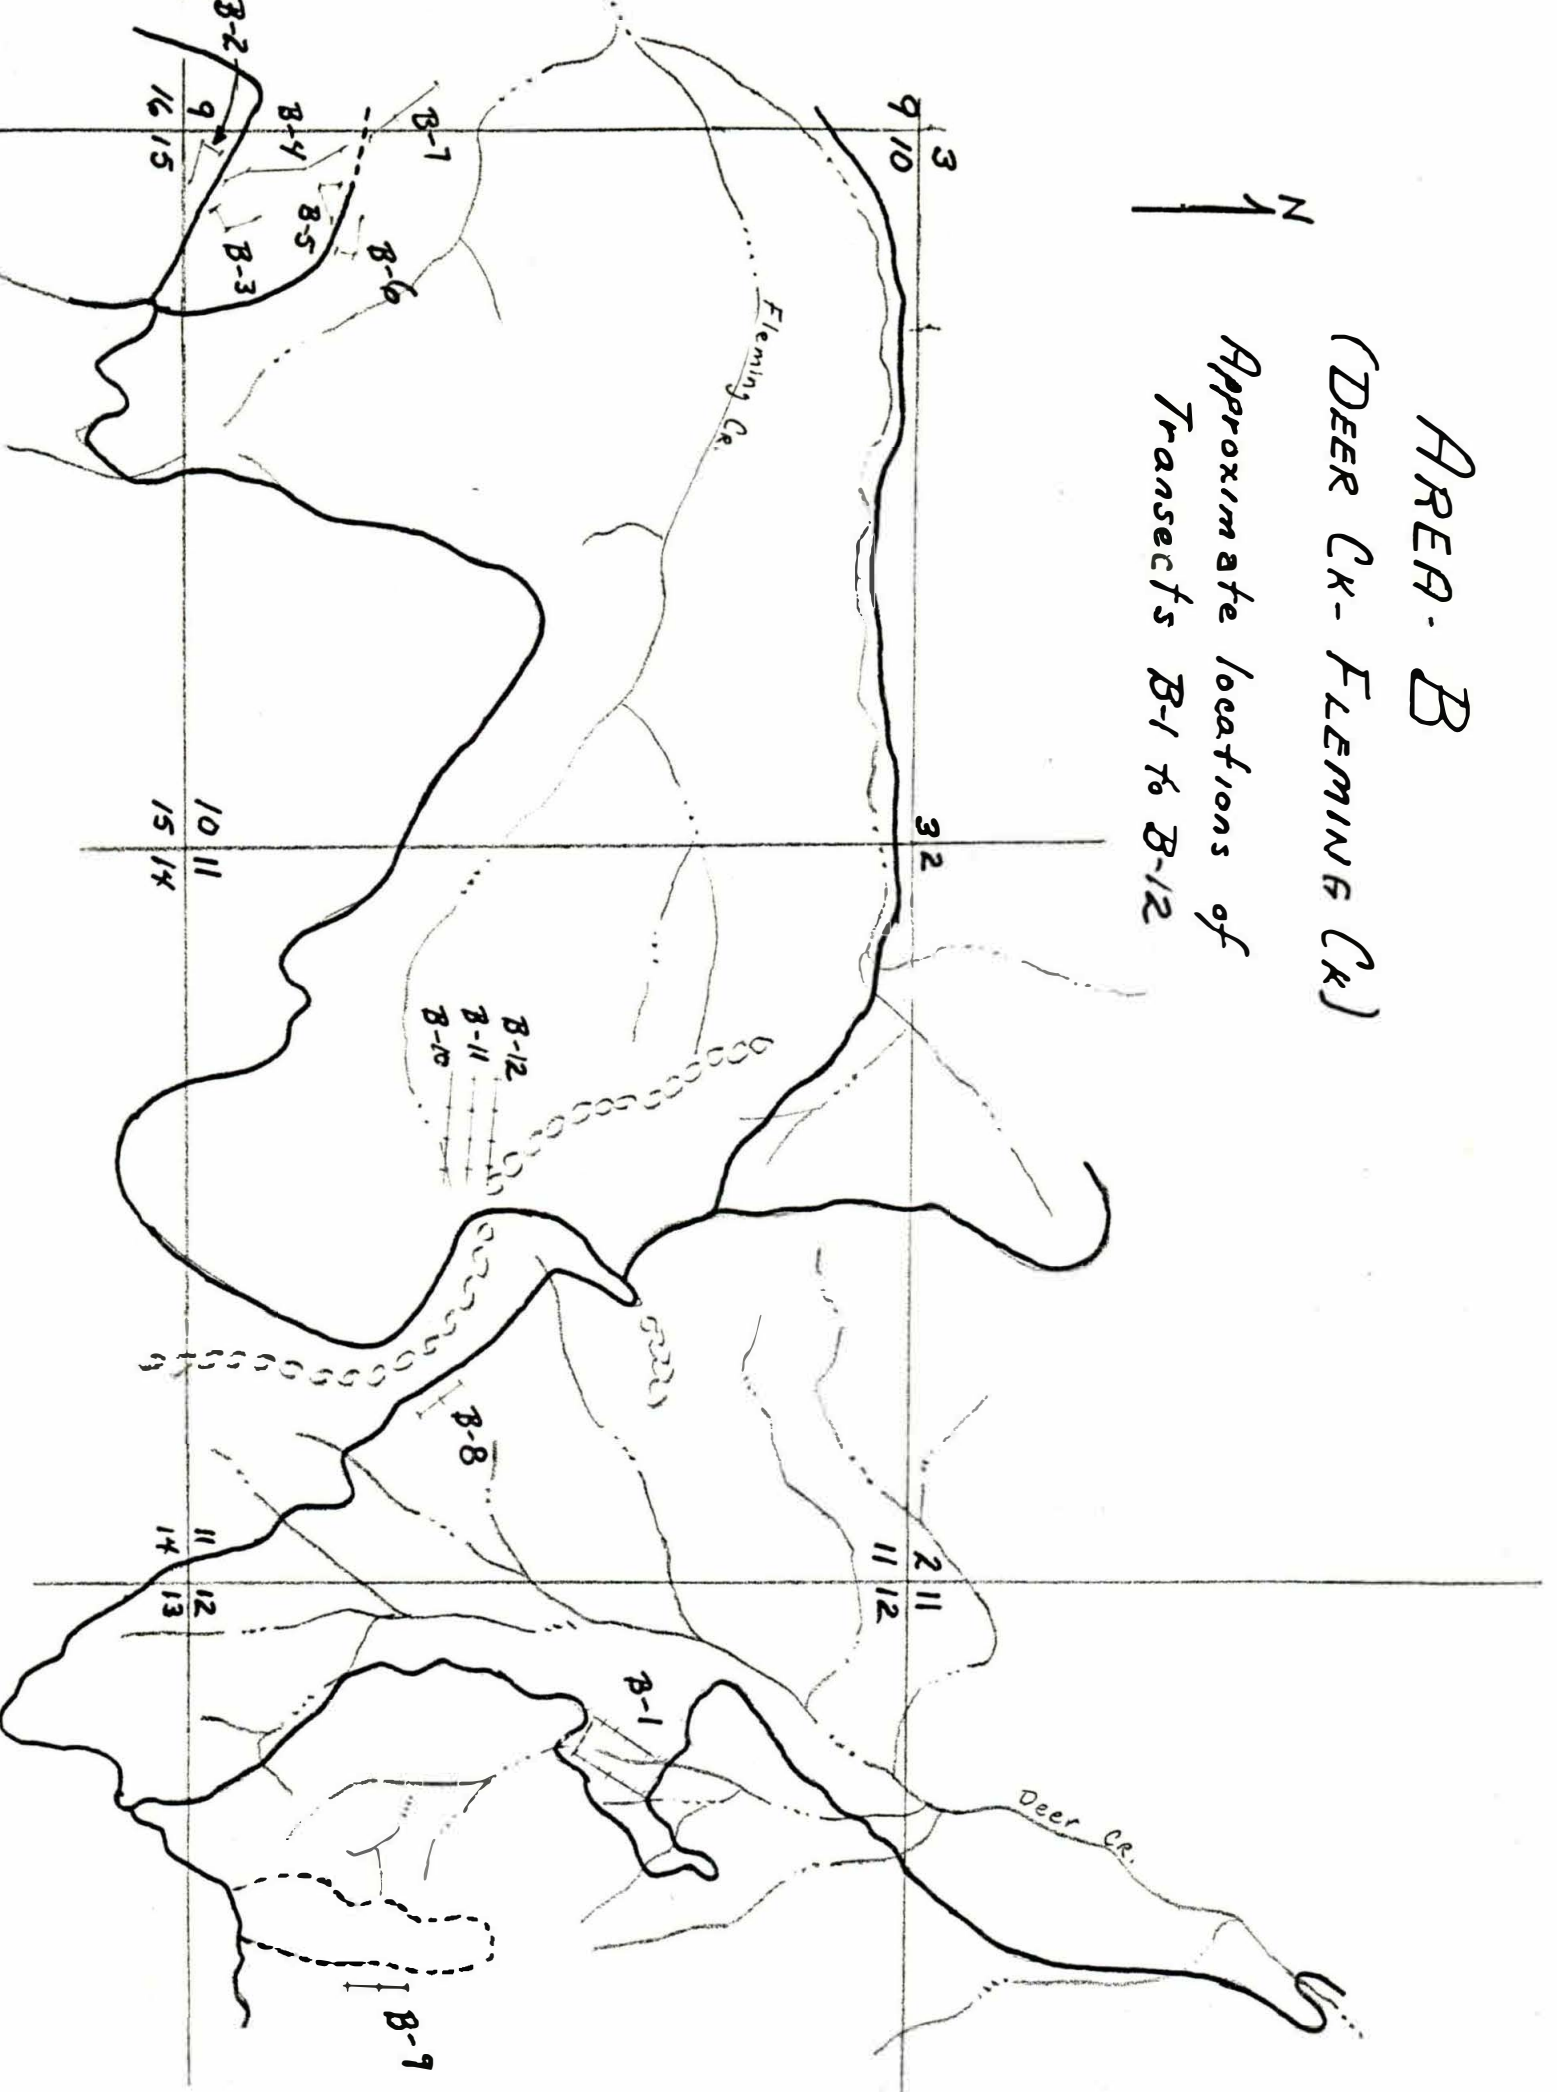 AREA-B
(DEER CK- FLEMING CK)
Approximate locations of
Transects B-1 to B-12
N
9
3
10
3
2
2
11
11
12
Fleming Cr.
Deer CR.
B-2
B-4
B-7
B-5
B-6
B-3
B-12
B-11
B-10
B-8
B-1
B-9
9
16
15
10
11
15
14
11
12
14
13